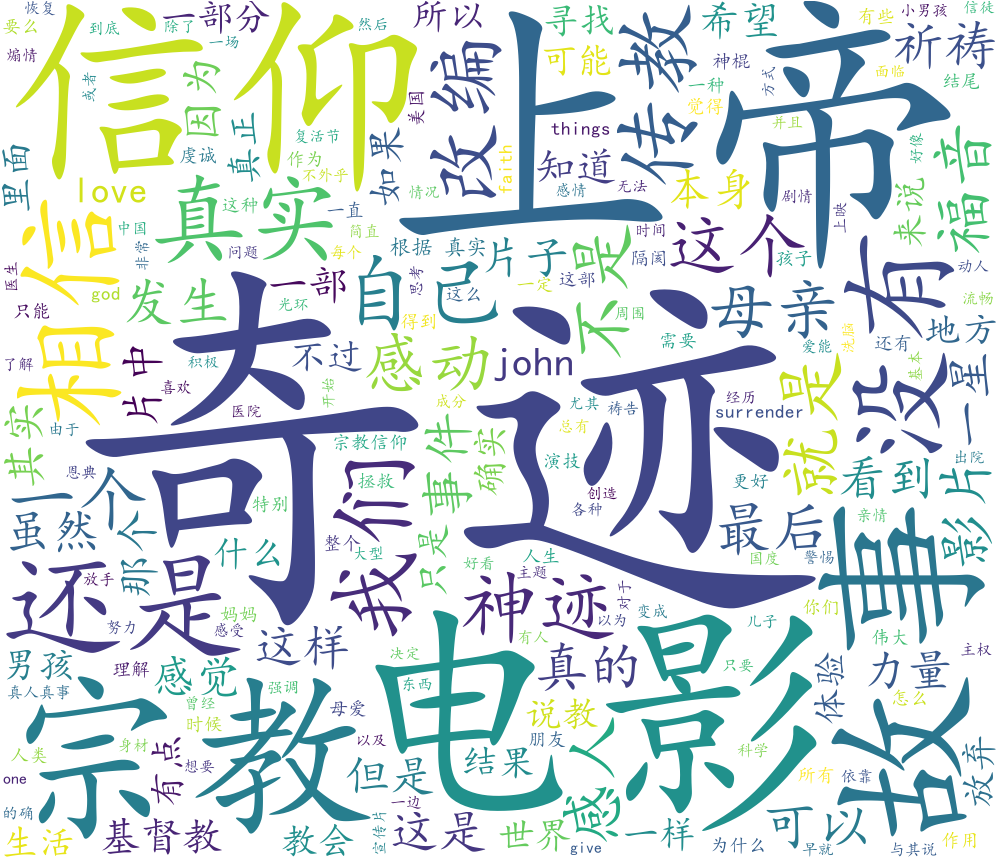 恢复
要么
到底
除了
一部分
一场
然后
所以
寻找
希望
有些
小男孩
信徒
煽情
信仰
因为
或者
改编
美国
上帝
things
可能
传教
神棍
一种
觉得
方式
面临
祈祷
结尾
里面
虔诚
真正
复活节
作为
不外乎
如果
faith
知道
感情
无法
本身
剧情
并且
好像
福音
来说
上映
love
相信
中国
非常
真实
这种
一直
简直
情况
问题
每个
根据
真实
片子
一定
这部
不是
时间
隔阂
这个
孩子
没有
动人
流畅
医生
god
只能
发生
一部
光环
自己
思考
这么
得到
周围
需要
母亲
爱能
洗脑
还有
地方
基本
一星
了解
片中
积极
喜欢
不过
感动
john
尤其
祷告
经历
surrender
就是
其实
由于
医院
开始
成分
总有
恩典
奇迹
宗教信仰
事件
确实
演技
更好
看到
出院
片
虽然
一个
那个
特别
什么
拯救
我们
整个
大型
只是
好看
人生
主题
创造
各种
最后
国度
警惕
亲情
电影
还是
放手
努力
妈妈
感受
神迹
以为
对于
变成
有人
你们
故事
伟大
主权
男孩
真人真事
理解
感觉
这样
强调
母爱
曾经
时候
决定
东西
电影
真的
儿子
只要
体验
力量
怎么
宗教
人类
身材
有点
想要
以及
但是
结果
说教
朋友
感人
科学
所有
依靠
放弃
one
的确
生活
基督教
教会
宣传片
一边
这是
世界
give
一样
为什么
可以
早就
与其说
作用